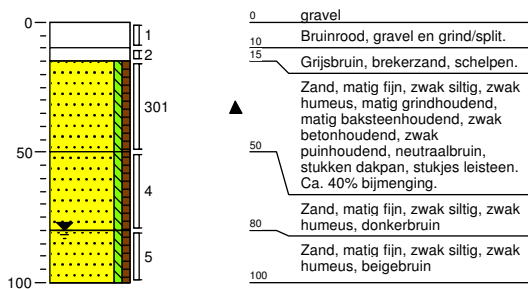 0
50
100
1
2
301
4
5
0
gravel
10
Bruinrood, gravel en grind/split.
15
Grijsbruin, brekerzand, schelpen.
Zand, matig fijn, zwak siltig, zwak
humeus, matig grindhoudend,
matig baksteenhoudend, zwak
betonhoudend, zwak
puinhoudend, neutraalbruin,
stukken dakpan, stukjes leisteen.
Ca. 40% bijmenging.
50
Zand, matig fijn, zwak siltig, zwak
humeus, donkerbruin
80
Zand, matig fijn, zwak siltig, zwak
humeus, beigebruin
100